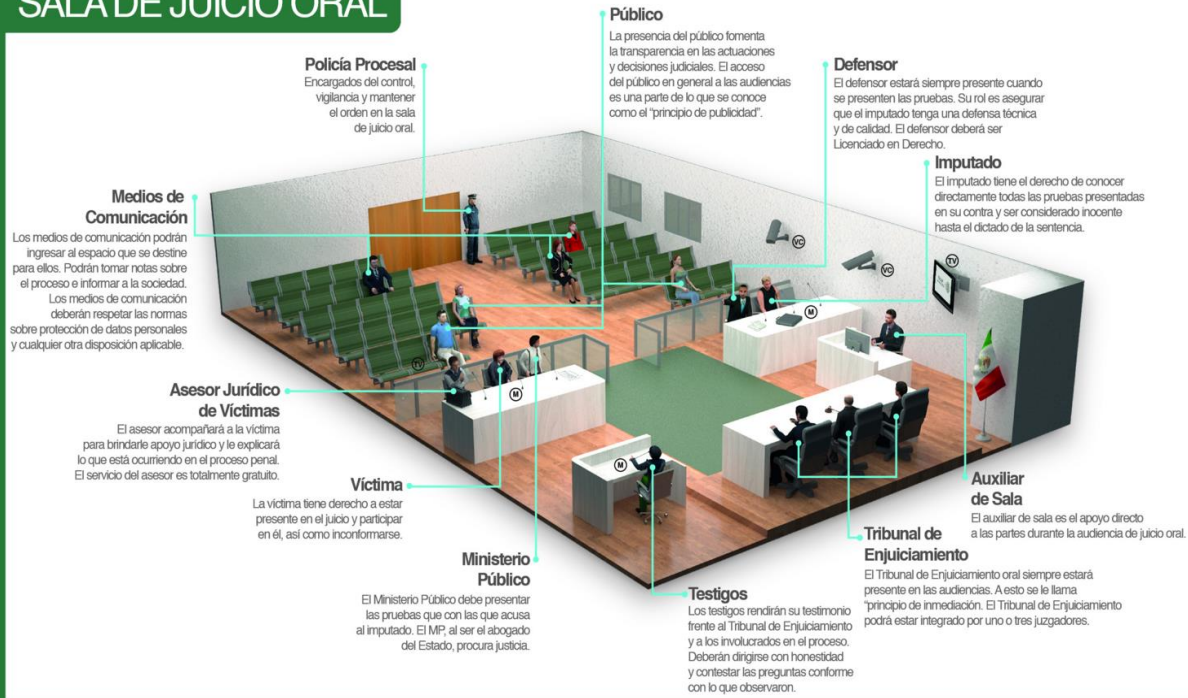 SALA DE JUICIO ORAL
Policía Procesal
Encargados del control,
vigilancia y mantener
el orden en la sala
de juicio oral.
Público
La presencia del público fomenta
la transparencia en las actuaciones
y decisiones judiciales. El acceso
del público en general a las audiencias
es una parte de lo que se conoce
como el “principio de publicidad”.
Defensor
El defensor estará siempre presente cuando
se presenten las pruebas. Su rol es asegurar
que el imputado tenga una defensa técnica
y de calidad. El defensor deberá ser
Licenciado en Derecho.
Imputado
El imputado tiene el derecho de conocer
directamente todas las pruebas presentadas
en su contra y ser considerado inocente
hasta el dictado de la sentencia.
Medios de
Comunicación
Los medios de comunicación podrán
ingresar al espacio que se destine
para ellos. Podrán tomar notas sobre
el proceso e informar a la sociedad.
Los medios de comunicación
deberán respetar las normas
sobre protección de datos personales
y cualquier otra disposición aplicable.
VC
VC
TV
M
TV
M
M
Asesor Jurídico
de Víctimas
El asesor acompañará a la víctima
para brindarle apoyo jurídico y le explicará
lo que está ocurriendo en el proceso penal.
El servicio del asesor es totalmente gratuito.
Víctima
La víctima tiene derecho a estar
presente en el juicio y participar
en él, así como inconformarse.
Ministerio
Público
El Ministerio Público debe presentar
las pruebas que con las que acusa
al imputado. El MP, al ser el abogado
del Estado, procura justicia.
Testigos
Los testigos rendirán su testimonio
frente al Tribunal de Enjuiciamiento
y a los involucrados en el proceso.
Deberán dirigirse con honestidad
y contestar las preguntas conforme
con lo que observaron.
Tribunal de
Enjuiciamiento
El Tribunal de Enjuiciamiento oral siempre estará
presente en las audiencias. A esto se le llama
“principio de inmediación. El Tribunal de Enjuiciamiento
podrá estar integrado por uno o tres juzgadores.
Auxiliar
de Sala
El auxiliar de sala es el apoyo directo
a las partes durante la audiencia de juicio oral.